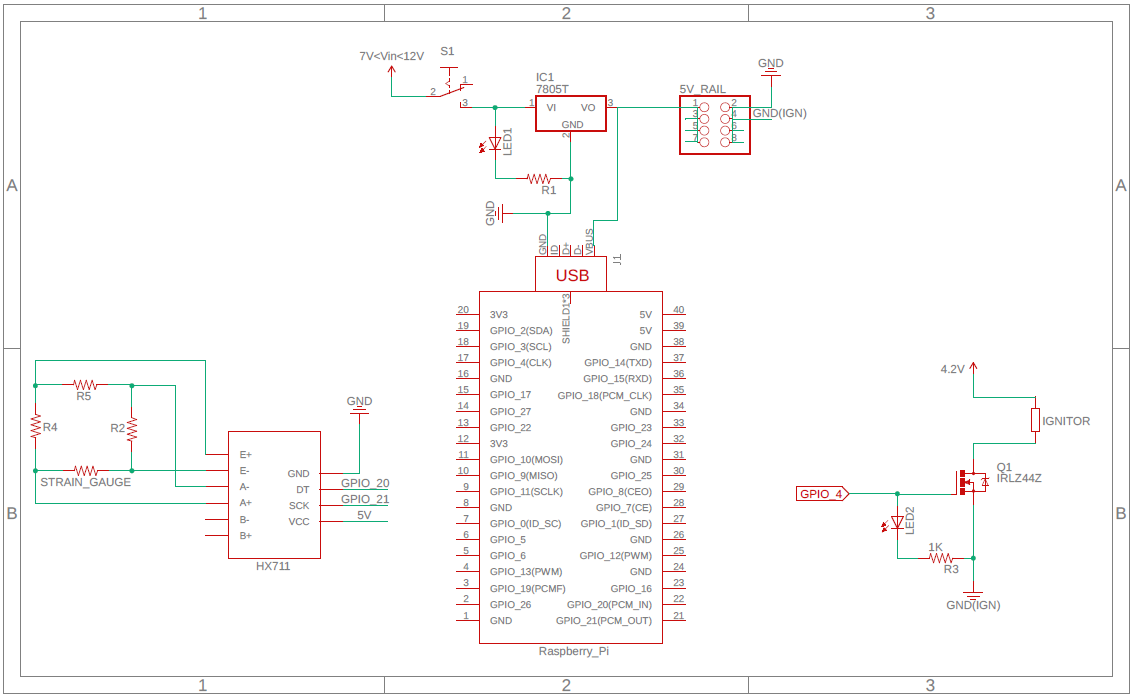 1 2 3
7V<Vin<12V
S1
1
2
3
IC1
7805T
1 VI VO 3
GND
2
LED1
R1
GND
5V_RAIL
1 2
3 4
5 6
7 8
GND
GND(IGN)
A A
GND ID D+ D- VBUS
J1
USB
SHIELD1*3
20 3V3 5V 40
19 GPIO_2(SDA) 5V 39
18 GPIO_3(SCL) GND 38
17 GPIO_4(CLK) GPIO_14(TXD) 37
16 GND GPIO_15(RXD) 36
15 GPIO_17 GPIO_18(PCM_CLK) 35
14 GPIO_27 GND 34
13 GPIO_22 GPIO_23 33
12 3V3 GPIO_24 32
11 GPIO_10(MOSI) GND 31
10 GPIO_9(MISO) GPIO_25 30
9 GPIO_11(SCLK) GPIO_8(CEO) 29
8 GND GPIO_7(CE) 28
7 GPIO_0(ID_SC) GPIO_1(ID_SD) 27
6 GPIO_5 GND 26
5 GPIO_6 GPIO_12(PWM) 25
4 GPIO_13(PWM) GND 24
3 GPIO_19(PCMF) GPIO_16 23
2 GPIO_26 GPIO_20(PCM_IN) 22
1 GND GPIO_21(PCM_OUT) 21
Raspberry_Pi
R5
R4
R2
STRAIN_GAUGE
E+
E-
A-
A+
B-
B+
GND
GND
DT GPIO_20
SCK GPIO_21
VCC 5V
HX711
4.2V
IGNITOR
Q1
IRLZ44Z
GPIO_4
LED2
1K
R3
GND(IGN)
B B
1 2 3